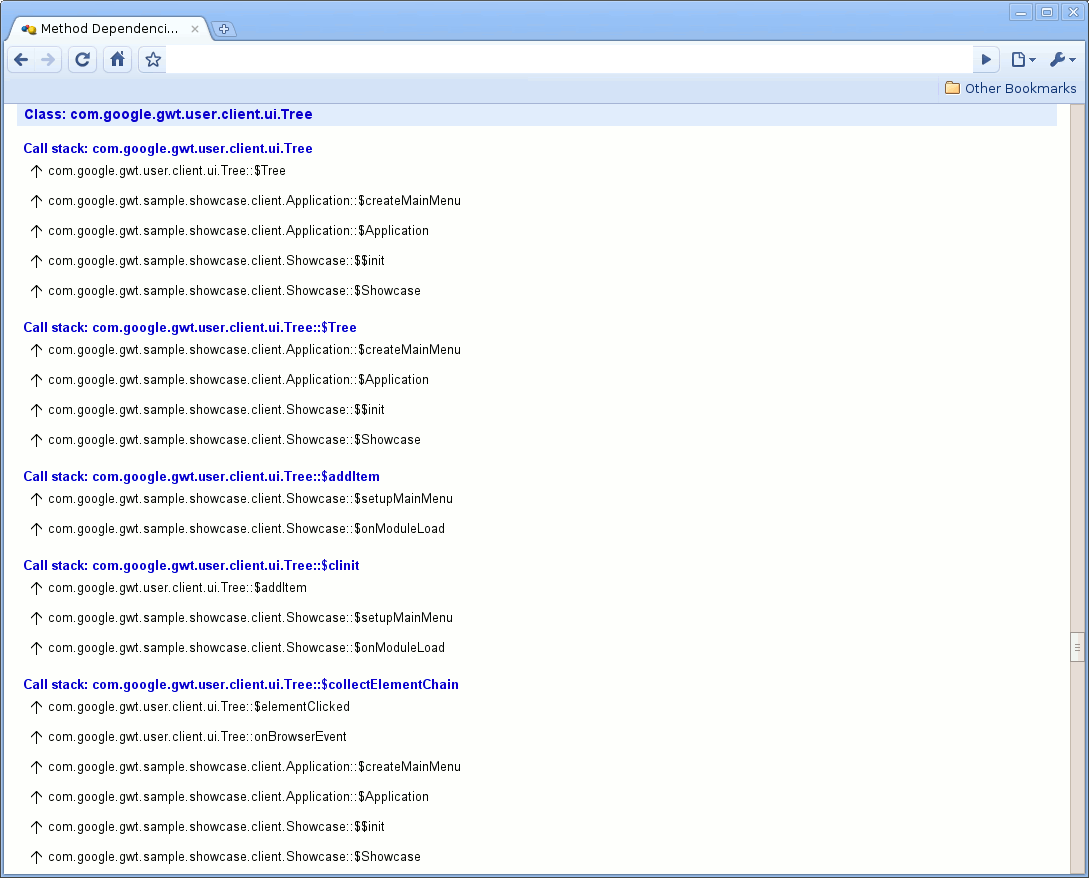 Method Dependenci...
Other Bookmarks
Class: com.google.gwt.user.client.ui.Tree
Call stack: com.google.gwt.user.client.ui.Tree
↑ com.google.gwt.user.client.ui.Tree::$Tree
↑ com.google.gwt.sample.showcase.client.Application::$createMainMenu
↑ com.google.gwt.sample.showcase.client.Application::$Application
↑ com.google.gwt.sample.showcase.client.Showcase::$$init
↑ com.google.gwt.sample.showcase.client.Showcase::$Showcase
Call stack: com.google.gwt.user.client.ui.Tree::$Tree
↑ com.google.gwt.sample.showcase.client.Application::$createMainMenu
↑ com.google.gwt.sample.showcase.client.Application::$Application
↑ com.google.gwt.sample.showcase.client.Showcase::$$init
↑ com.google.gwt.sample.showcase.client.Showcase::$Showcase
Call stack: com.google.gwt.user.client.ui.Tree::$addItem
↑ com.google.gwt.sample.showcase.client.Showcase::$setupMainMenu
↑ com.google.gwt.sample.showcase.client.Showcase::$onModuleLoad
Call stack: com.google.gwt.user.client.ui.Tree::$clinit
↑ com.google.gwt.user.client.ui.Tree::$addItem
↑ com.google.gwt.sample.showcase.client.Showcase::$setupMainMenu
↑ com.google.gwt.sample.showcase.client.Showcase::$onModuleLoad
Call stack: com.google.gwt.user.client.ui.Tree::$collectElementChain
↑ com.google.gwt.user.client.ui.Tree::$elementClicked
↑ com.google.gwt.user.client.ui.Tree::onBrowserEvent
↑ com.google.gwt.sample.showcase.client.Application::$createMainMenu
↑ com.google.gwt.sample.showcase.client.Application::$Application
↑ com.google.gwt.sample.showcase.client.Showcase::$$init
↑ com.google.gwt.sample.showcase.client.Showcase::$Showcase